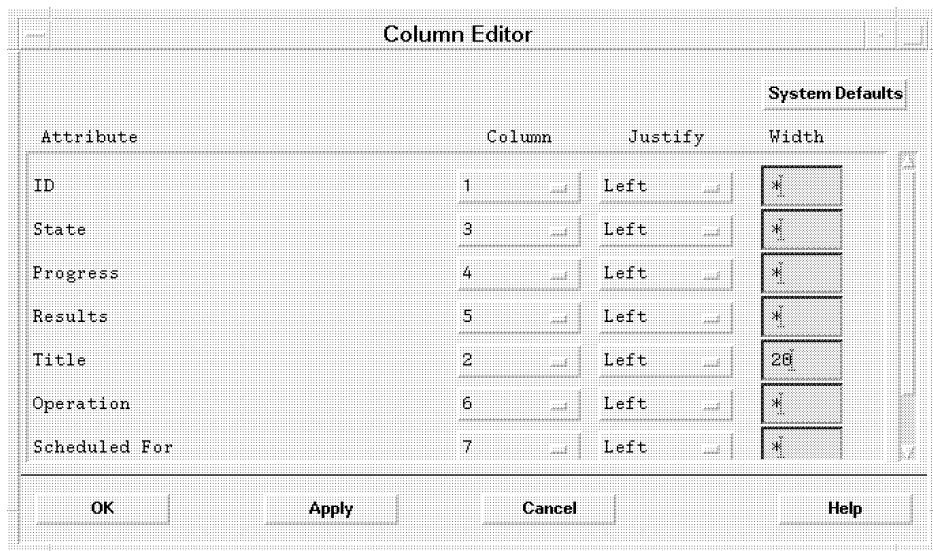 Column Editor
System Defaults
Attribute Column Justify Width
ID 1 Left *
State 3 Left *
Progress 4 Left *
Results 5 Left *
Title 2 Left 20
Operation 6 Left *
Scheduled For 7 Left *
OK Apply Cancel Help